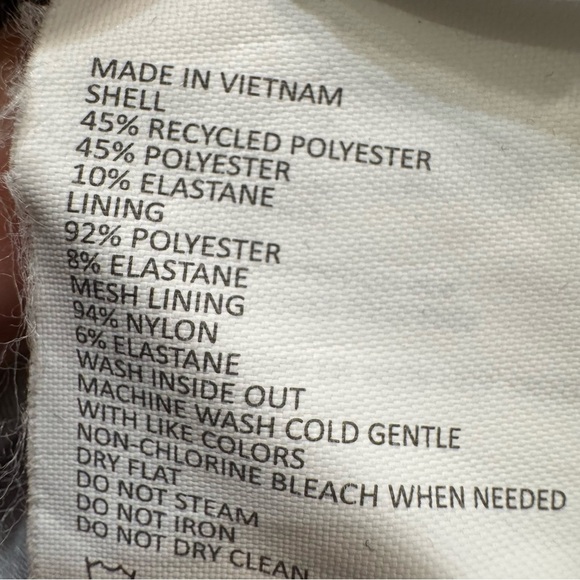 MADE IN VIETNAM
SHELL
45% RECYCLED POLYESTER
45% POLYESTER
10% ELASTANE
LINING
92% POLYESTER
8% ELASTANE
MESH LINING
94% NYLON
6% ELASTANE
WASH INSIDE OUT
MACHINE WASH COLD GENTLE
WITH LIKE COLORS
NON-CHLORINE BLEACH WHEN NEEDED
DRY FLAT
DO NOT STEAM
DO NOT IRON
DO NOT DRY CLEAN